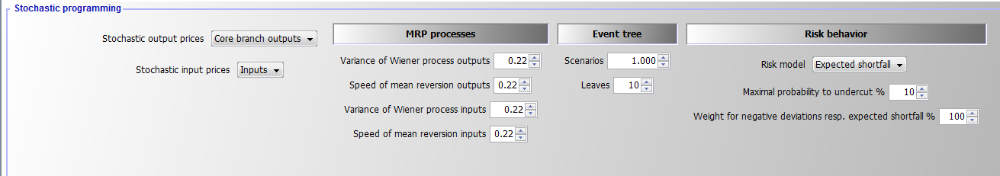 Stochastic programming
Stochastic output prices Core branch outputs
Stochastic input prices Inputs
MRP processes
Variance of Wiener process outputs 0.22
Speed of mean reversion outputs 0.22
Variance of Wiener process inputs 0.22
Speed of mean reversion inputs 0.22
Event tree
Scenarios 1.000
Leaves 10
Risk behavior
Risk model Expected shortfall
Maximal probability to undercut % 10
Weight for negative deviations resp. expected shortfall % 100